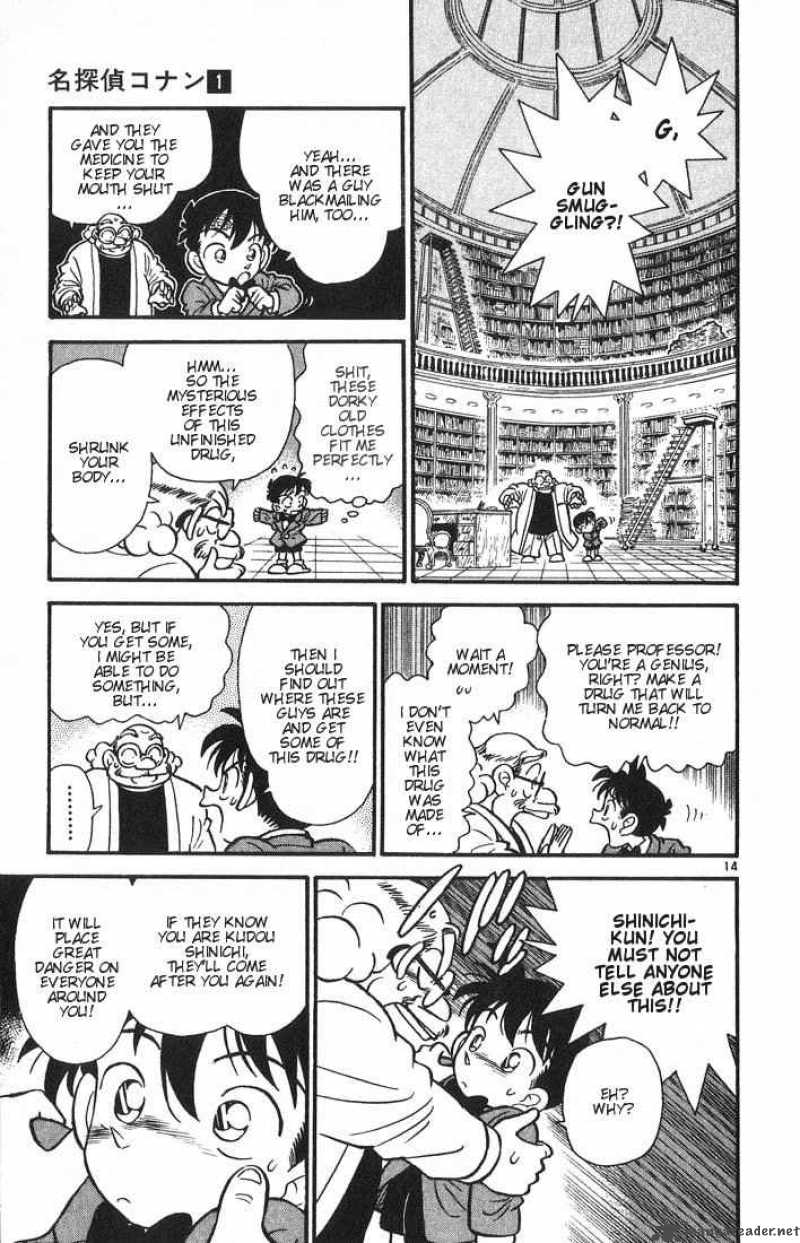 名探偵コナン1
G,
GUN
SMUG-
GLING?!
YEAH...
AND THERE
WAS A GUY
BLACKMAILING
HIM, TOO...
AND THEY
GAVE YOU THE
MEDICINE TO
KEEP YOUR
MOUTH SHUT
...
SHIT,
THESE
DORKY
OLD
CLOTHES
FIT ME
PERFECTLY
...
HMM...
SO THE
MYSTERIOUS
EFFECTS
OF THIS
UNFINISHED
DRUG,
SHRUNK
YOUR
BODY...
PLEASE PROFESSOR!
YOU'RE A GENIUS,
RIGHT? MAKE A
DRUG THAT WILL
TURN ME BACK TO
NORMAL!!
WAIT A
MOMENT!
I DON'T
EVEN
KNOW
WHAT
THIS
DRUG
WAS
MADE
OF...
THEN I
SHOULD
FIND OUT
WHERE THESE
GUYS ARE
AND GET
SOME OF
THIS DRUG!!
YES, BUT IF
YOU GET SOME,
I MIGHT BE
ABLE TO DO
SOMETHING,
BUT...
........
14
SHINICHI-
KUN! YOU
MUST NOT
TELL ANYONE
ELSE ABOUT
THIS!!
EH?
WHY?
IF THEY KNOW
YOU ARE KUDOU
SHINICHI,
THEY'LL COME
AFTER YOU AGAIN!
IT WILL
PLACE
GREAT
DANGER ON
EVERYONE
AROUND
YOU!